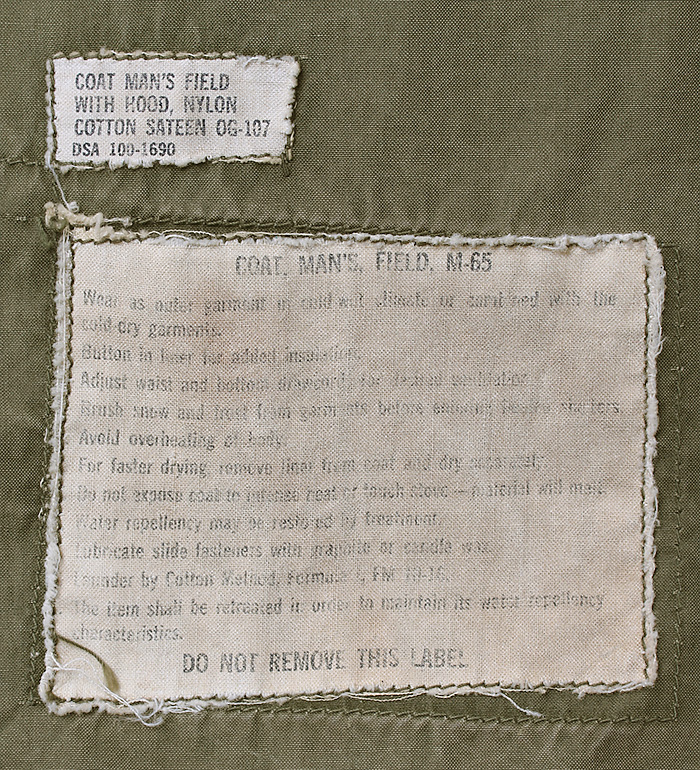 COAT MAN'S FIELD
WITH HOOD, NYLON
COTTON SATEEN OG-107
DSA 100-1690
COAT, MAN'S, FIELD, M-65
Wear as outer garment in cold-wet climate or combined with the
cold-dry garments.
Button in liner for added insulation.
Adjust waist and bottom drawcords for desired ventilation.
Brush snow and frost from garments before entering heated shelters.
Avoid overheating of body.
For faster drying, remove liner from coat and dry separately.
Do not expose coat to intense heat or touch stove — material will melt.
Water repellency may be restored by treatment.
Lubricate slide fasteners with graphite or candle wax.
Launder by Cotton Method, Formula FM
The item shall be retreated in order to maintain its water repellency
characteristics.
DO NOT REMOVE THIS LABEL